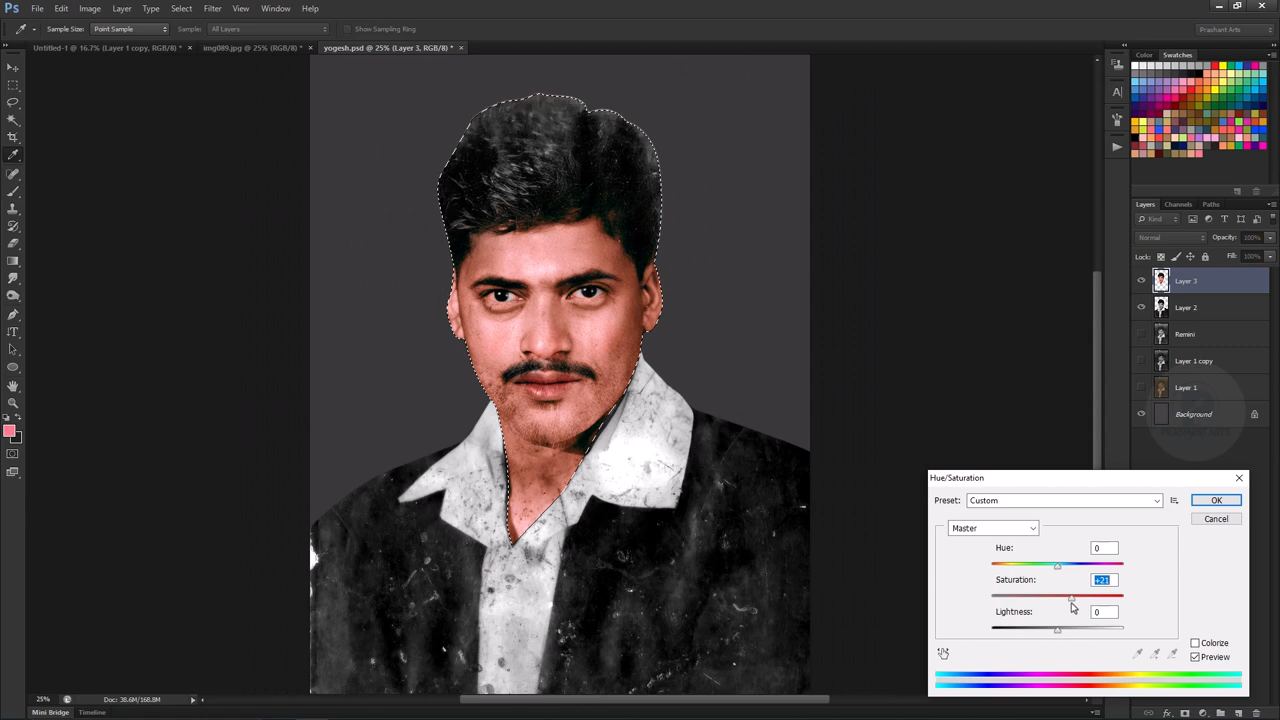 Ps File Edit Image Layer Type Select Filter View Window Help
Sample Size: Point Sample Sample: All Layers Show Sampling Ring Prashant Arts
Untitled-1 @ 16.7% (Layer 1 copy, RGB/8) * × img089.jpg @ 25% (RGB/8) * × yogesh.psd @ 25% (Layer 3, RGB/8) * ×
Color Swatches
Layers Channels Paths
Kind
Normal Opacity: 100%
Lock: Fill: 100%
Layer 3
Layer 2
Remini
Layer 1 copy
Layer 1
Background
Hue/Saturation
Preset: Custom OK
Master Cancel
Hue: 0
Saturation: +21
Lightness: 0
Colorize
Preview
25% Doc: 38.6M/168.8M
Mini Bridge Timeline